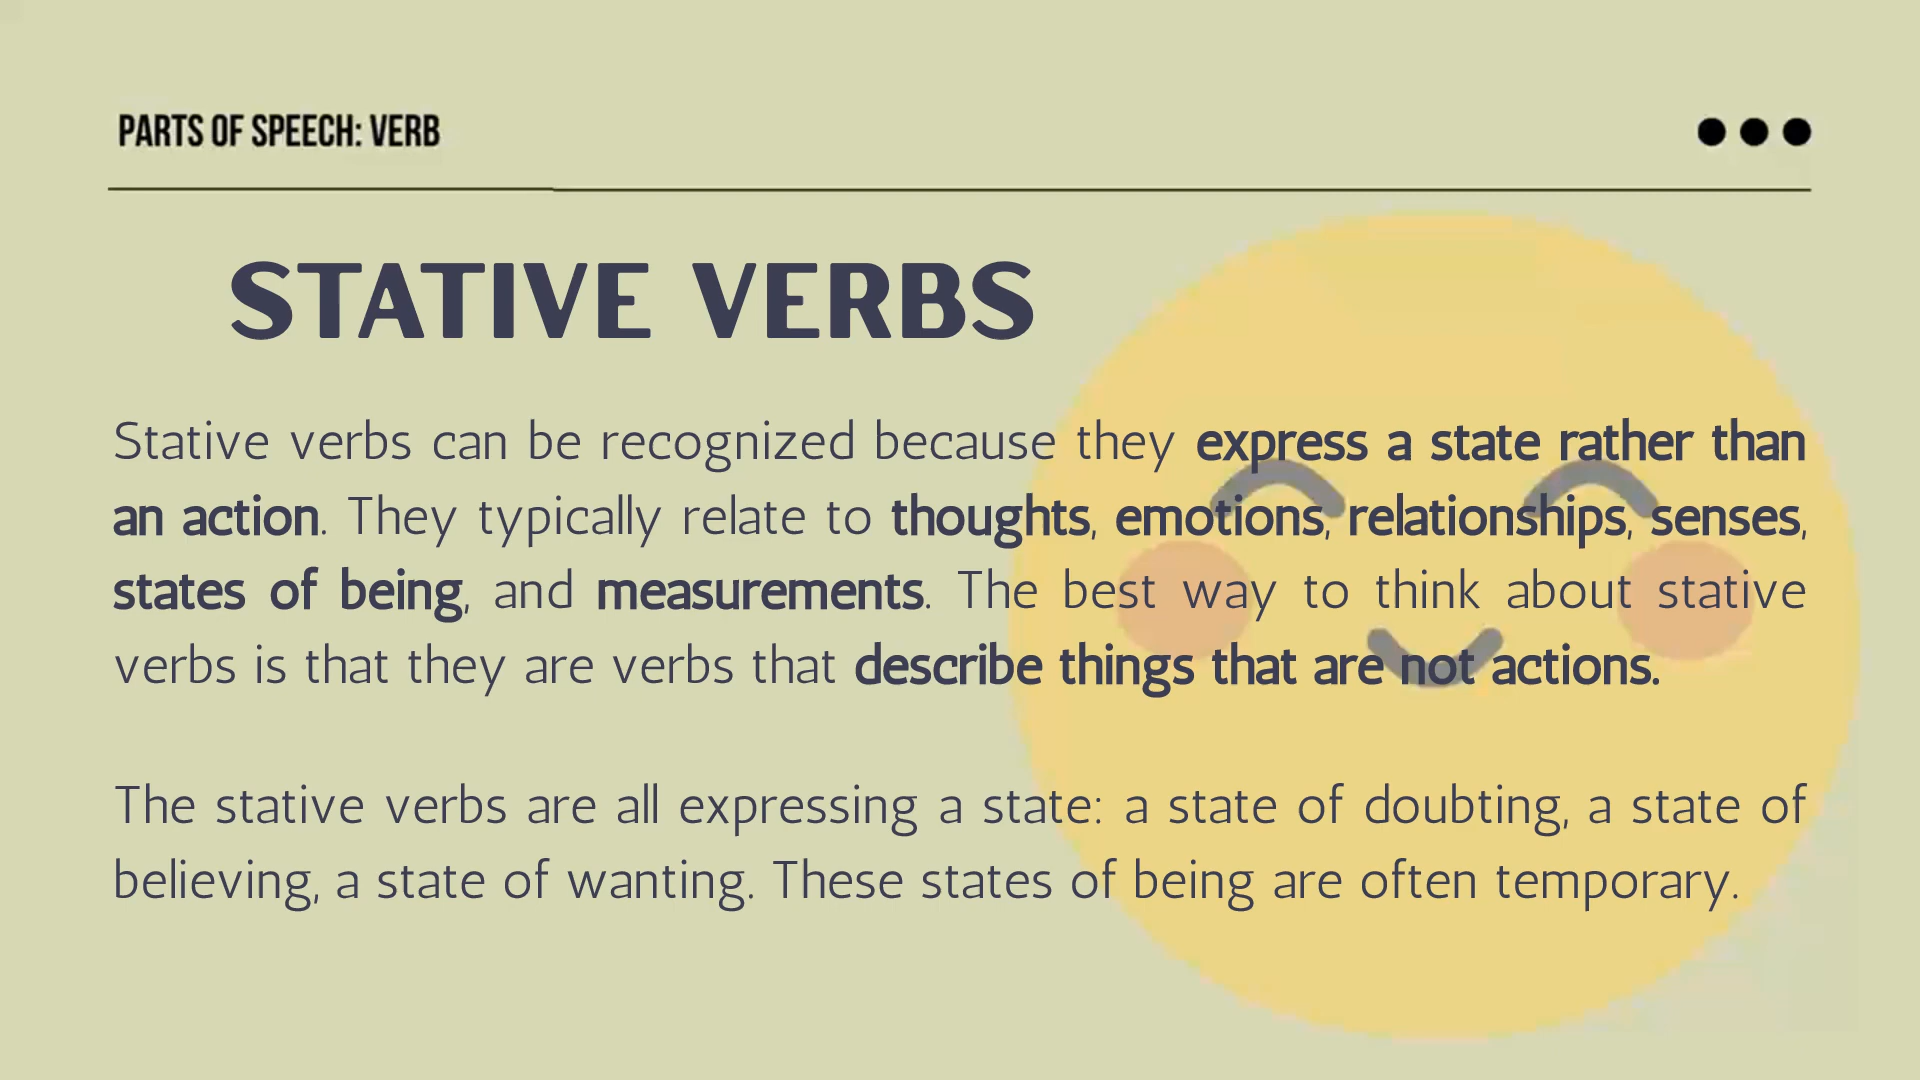 PARTS OF SPEECH: VERB
STATIVE VERBS
Stative verbs can be recognized because they express a state rather than
an action. They typically relate to thoughts, emotions, relationships, senses,
states of being, and measurements. The best way to think about stative
verbs is that they are verbs that describe things that are not actions.
The stative verbs are all expressing a state: a state of doubting, a state of
believing, a state of wanting. These states of being are often temporary.